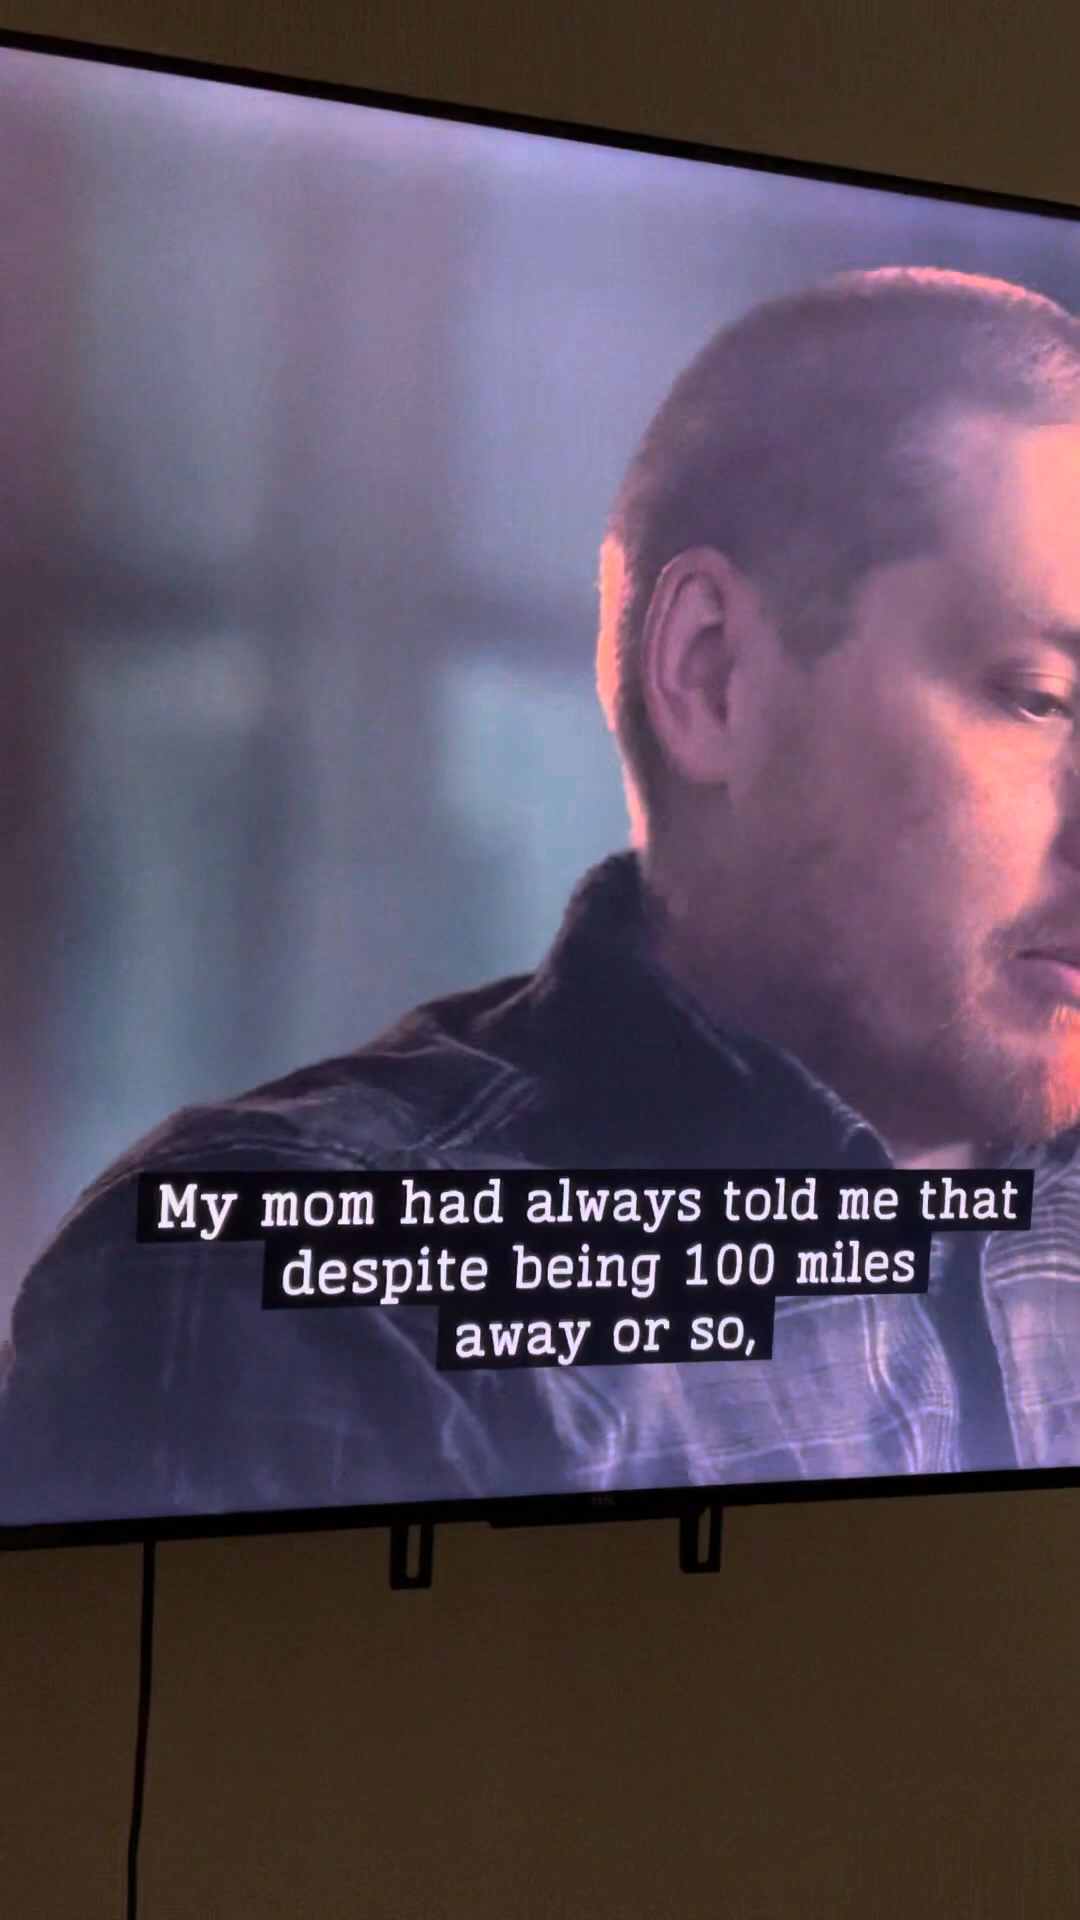 My mom had always told me that
despite being 100 miles
away or so,